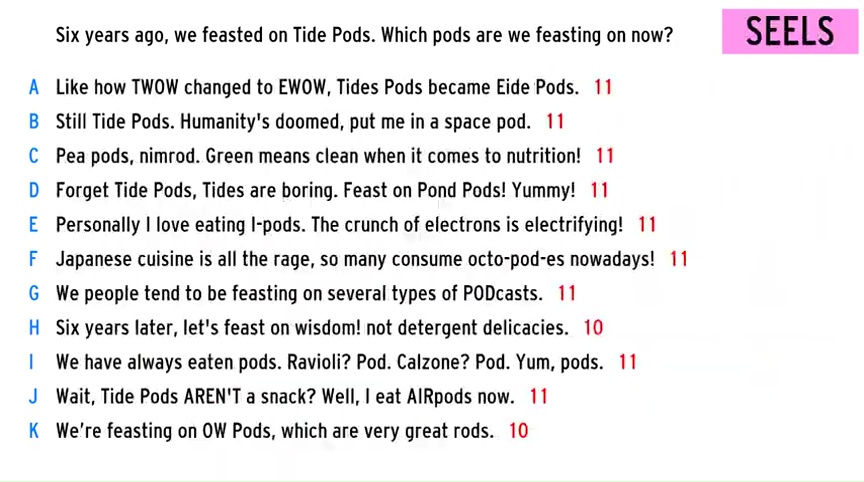 Six years ago, we feasted on Tide Pods. Which pods are we feasting on now?
SEELS
A Like how TWOW changed to EWOW, Tides Pods became Eide Pods. 11
B Still Tide Pods. Humanity's doomed, put me in a space pod. 11
C Pea pods, nimrod. Green means clean when it comes to nutrition! 11
D Forget Tide Pods, Tides are boring. Feast on Pond Pods! Yummy! 11
E Personally I love eating I-pods. The crunch of electrons is electrifying! 11
F Japanese cuisine is all the rage, so many consume octo-pod-es nowadays! 11
G We people tend to be feasting on several types of PODcasts. 11
H Six years later, let's feast on wisdom! not detergent delicacies. 10
I We have always eaten pods. Ravioli? Pod. Calzone? Pod. Yum, pods. 11
J Wait, Tide Pods AREN'T a snack? Well, I eat AIRpods now. 11
K We're feasting on OW Pods, which are very great rods. 10